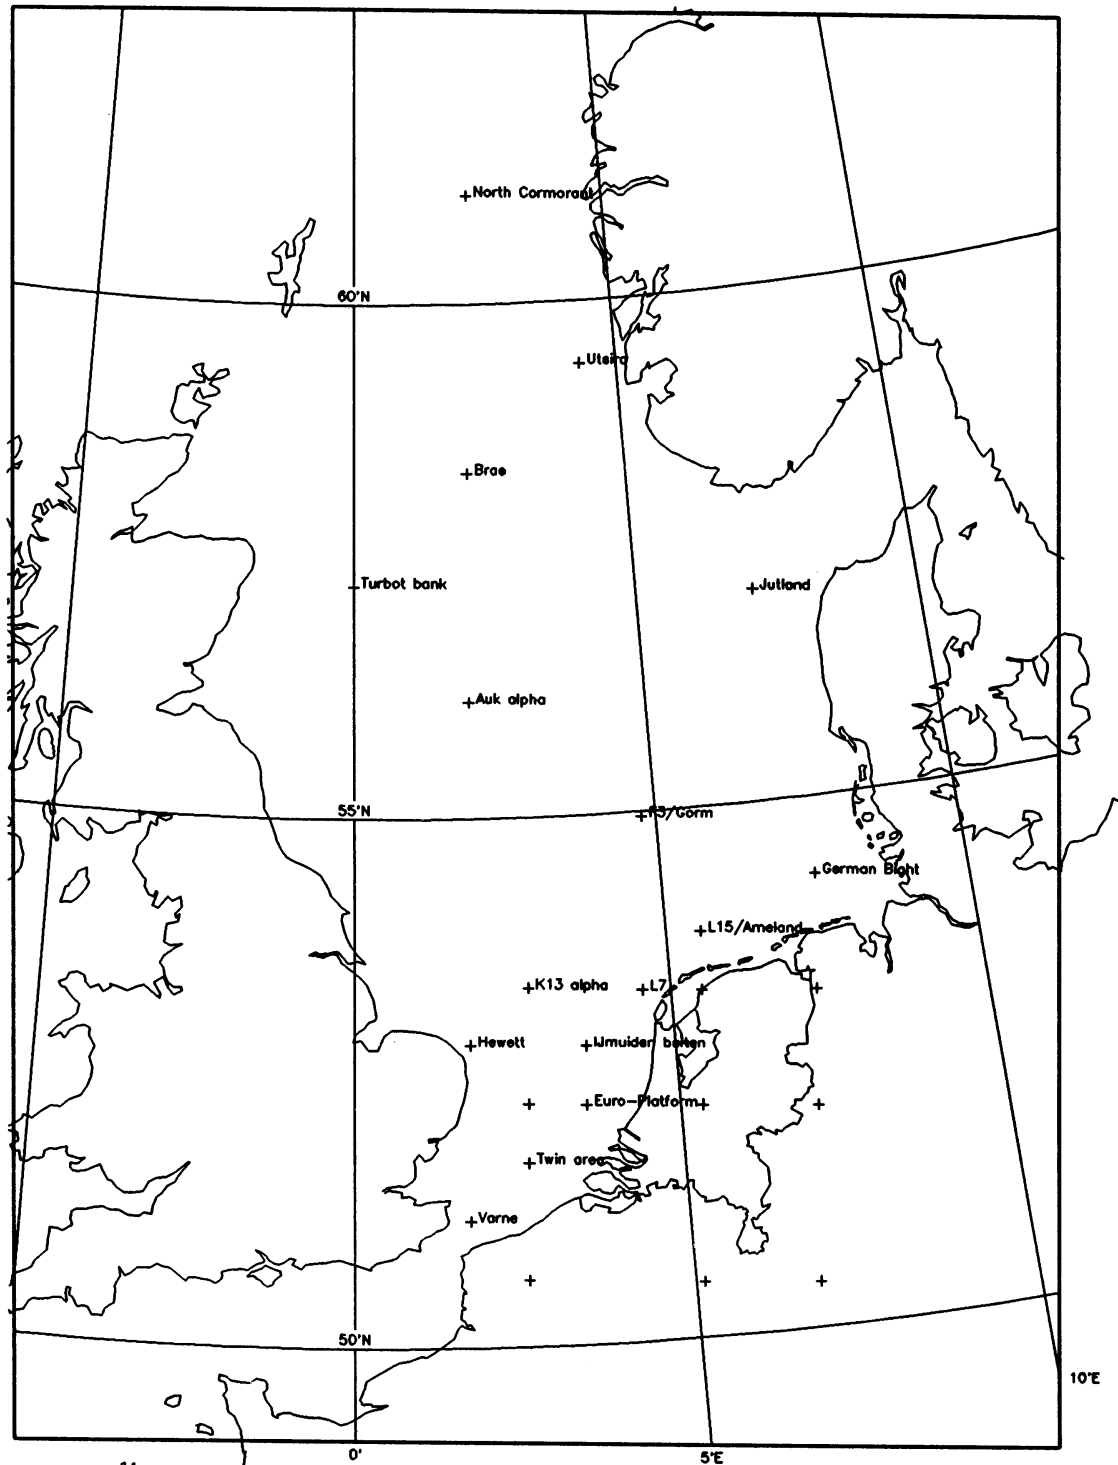 North Cormorant
60°N
Utsira
Brae
Turbot bank
Jutland
Auk alpha
55°N
F3/Gorm
German Bight
L15/Ameland
K13 alpha
L7
Hewett
IJmuiden buiten
Euro-Platform
Twin area
Varne
50°N
10°E
0°
5°E